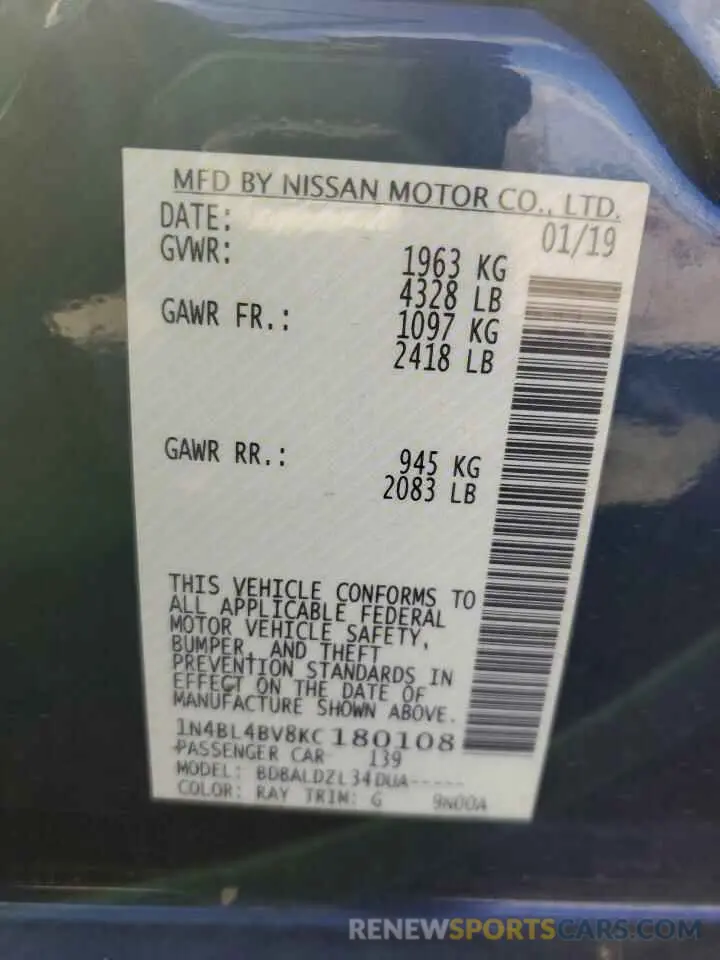 MFD BY NISSAN MOTOR CO., LTD.
DATE: 01/19
GVWR: 1963 KG
4328 LB
GAWR FR.: 1097 KG
2418 LB
GAWR RR.: 945 KG
2083 LB
THIS VEHICLE CONFORMS TO
ALL APPLICABLE FEDERAL
MOTOR VEHICLE SAFETY,
BUMPER, AND THEFT
PREVENTION STANDARDS IN
EFFECT ON THE DATE OF
MANUFACTURE SHOWN ABOVE.
1N4BL4BV8KC180108
PASSENGER CAR 139
MODEL: BDBALDZL34DUA-----
COLOR: RAY TRIM: G 9N00A
RENEWSPORTSCARS.COM